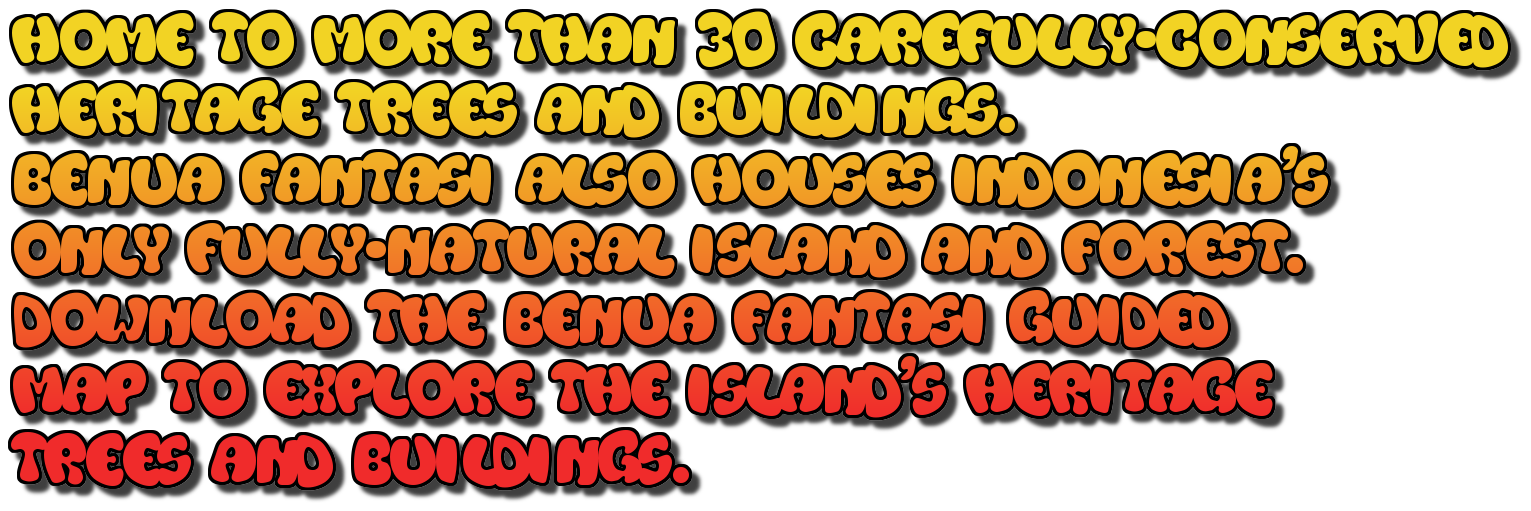 HOME TO MORE THAN 30 CAREFULLY-CONSERVED
HERITAGE TREES AND BUILDINGS.
BENUA FANTASI ALSO HOUSES INDONESIA'S
ONLY FULLY-NATURAL ISLAND AND FOREST.
DOWNLOAD THE BENUA FANTASI GUIDED
MAP TO EXPLORE THE ISLAND'S HERITAGE
TREES AND BUILDINGS.